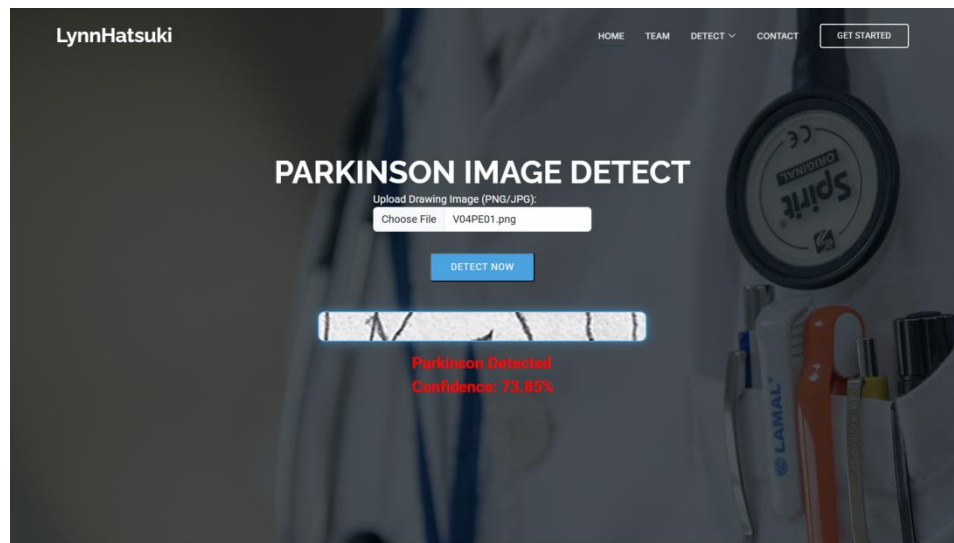 LynnHatsuki
HOME TEAM DETECT CONTACT GET STARTED
ORIGINAL
Spirit
CE
PARKINSON IMAGE DETECT
Upload Drawing Image (PNG/JPG):
Choose File V04PE01.png
DETECT NOW
Parkinson Detected
Confidence: 73.85%
LAMAL